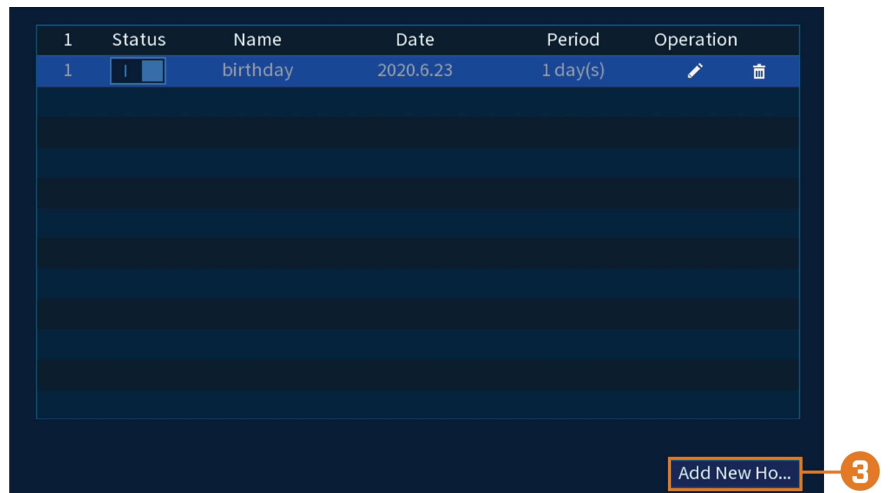 1 Status Name Date Period Operation
1 birthday 2020.6.23 1 day(s)
Add New Ho...
3